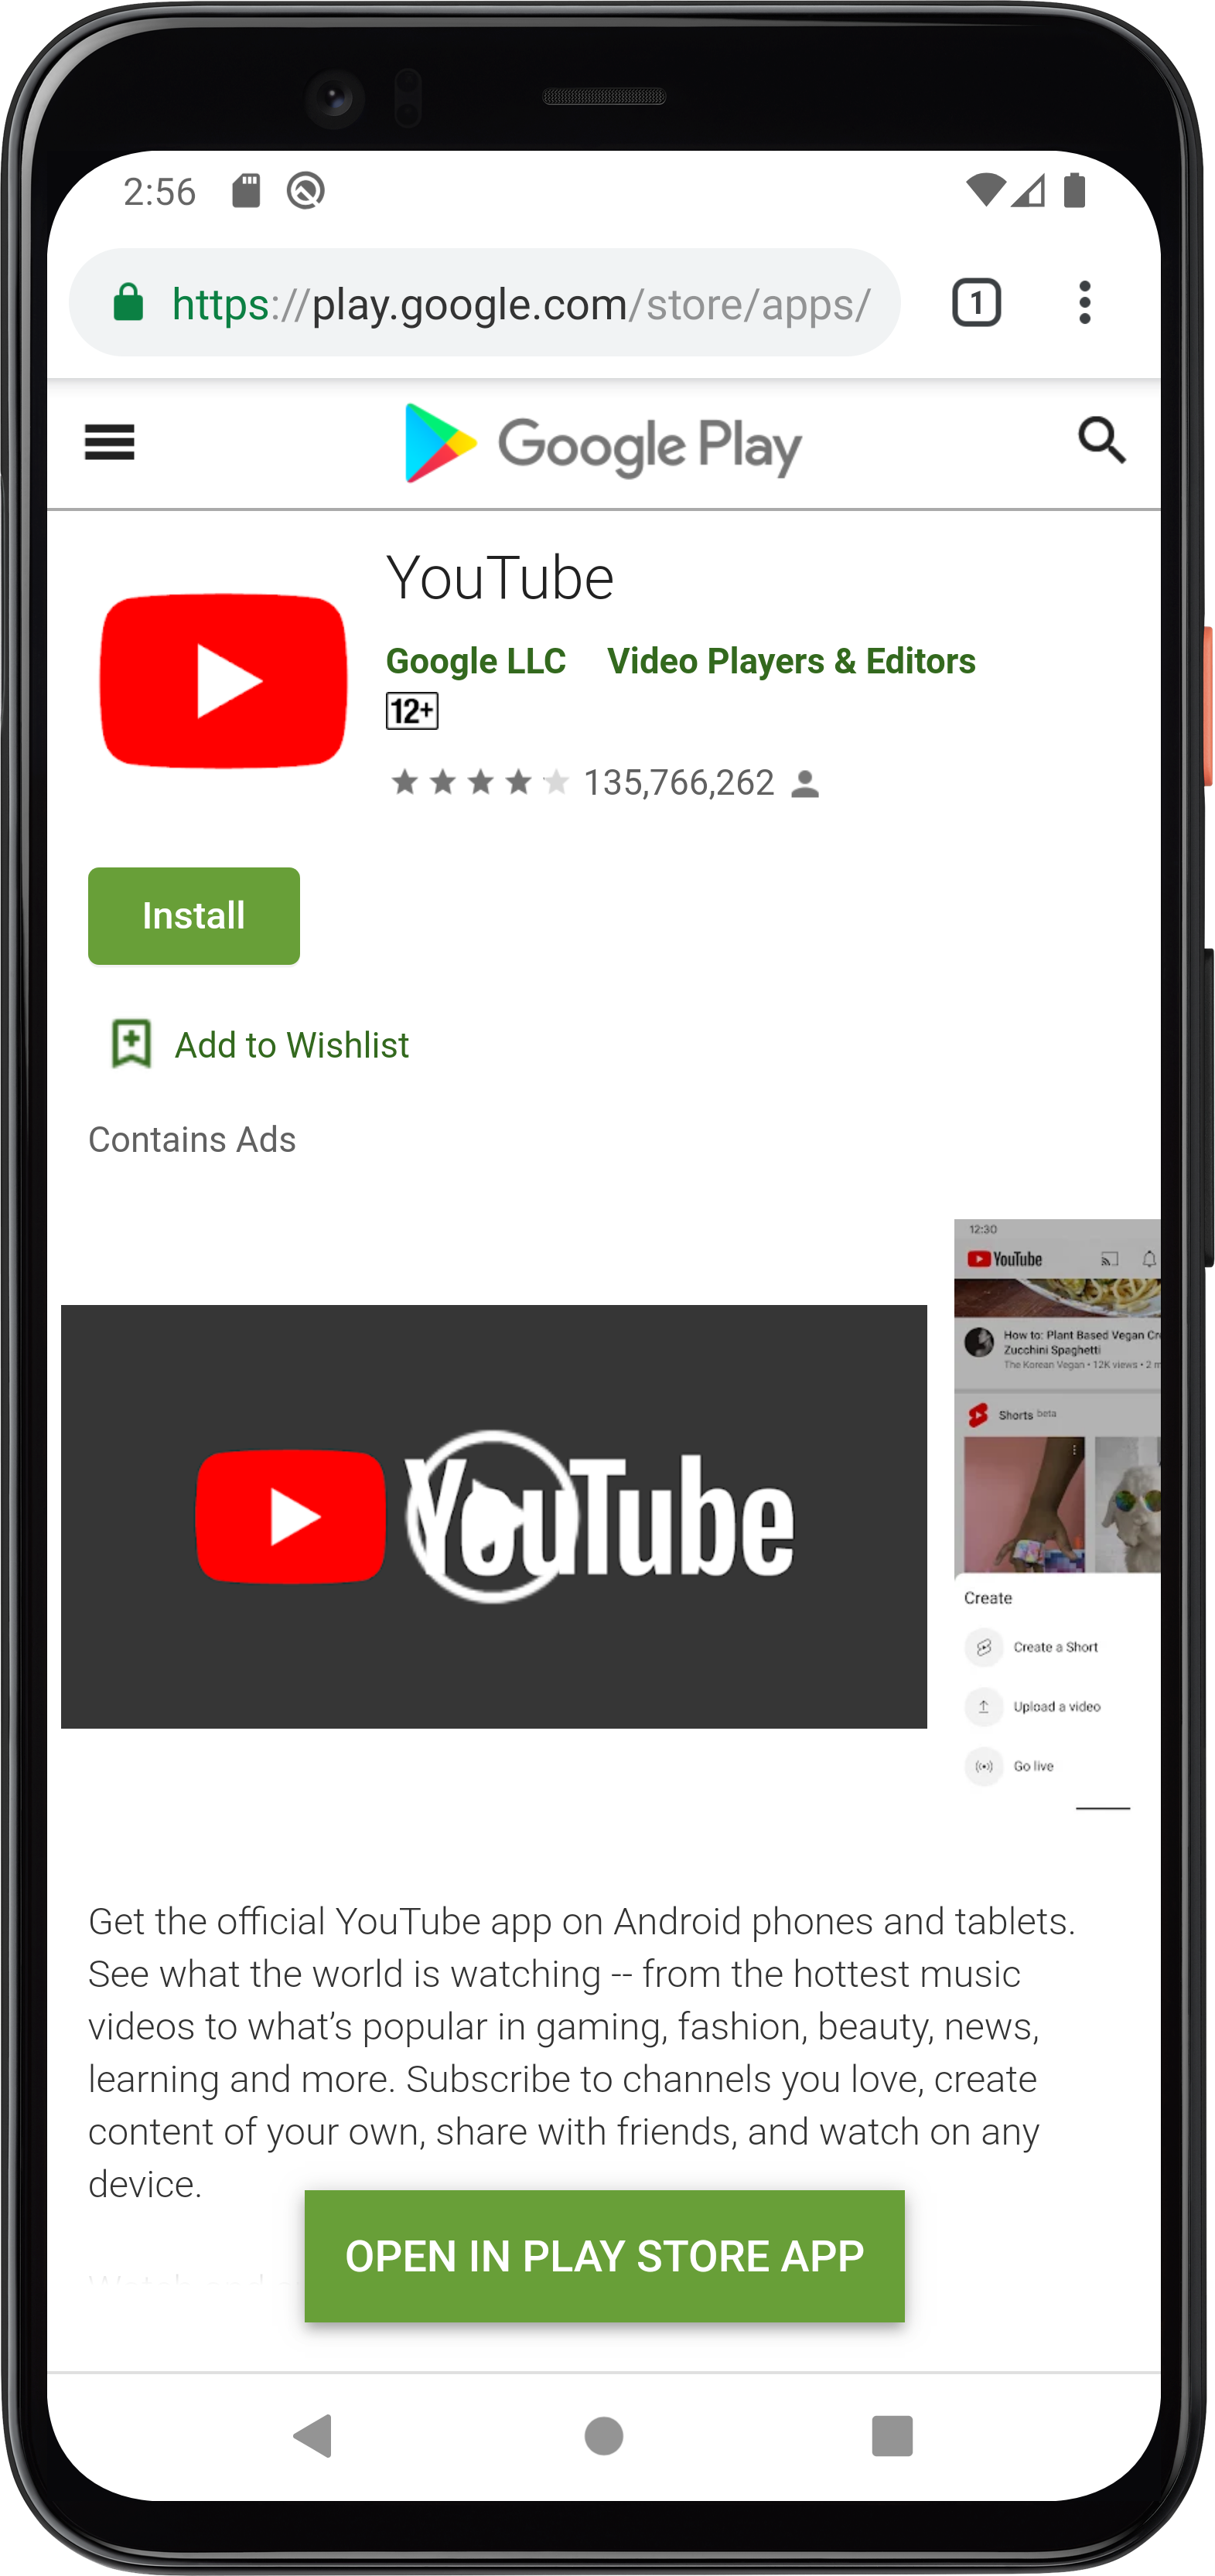 2:56
https://play.google.com/store/apps/
1
Google Play
YouTube
Google LLC Video Players & Editors
12+
135,766,262
Install
Add to Wishlist
Contains Ads
YouTube
12:30
YouTube
How to: Plant Based Vegan
Zucchini Spaghetti
The Korean Vegan • 12K views • 2
Shorts beta
Create
Create a Short
Upload a video
Go live
Get the official YouTube app on Android phones and tablets.
See what the world is watching -- from the hottest music
videos to what’s popular in gaming, fashion, beauty, news,
learning and more. Subscribe to channels you love, create
content of your own, share with friends, and watch on any
device.
OPEN IN PLAY STORE APP